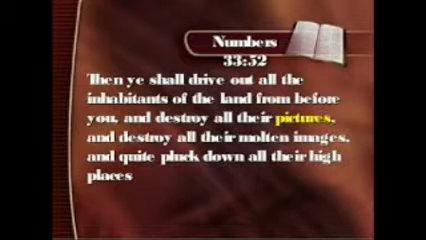 Numbers
33:52
Then ye shall drive out all the
inhabitants of the land from before
you, and destroy all their pictures,
and destroy all their molten images,
and quite pluck down all their high
places